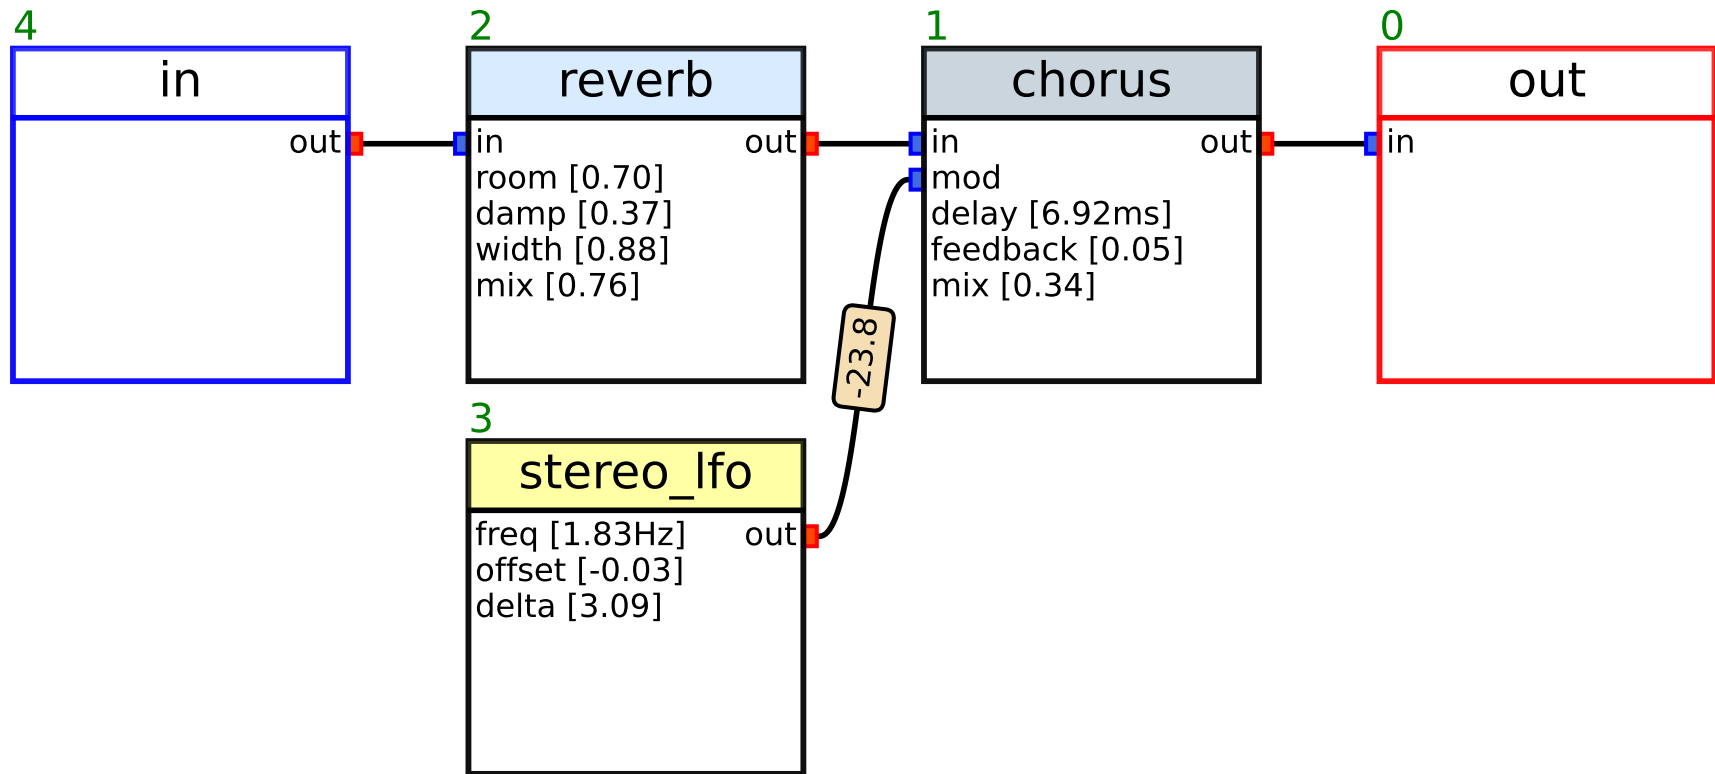 4
in
out
2
reverb
in out
room [0.70]
damp [0.37]
width [0.88]
mix [0.76]
1
chorus
in out
mod
delay [6.92ms]
feedback [0.05]
mix [0.34]
0
out
in
-23.8
3
stereo_lfo
freq [1.83Hz] out
offset [-0.03]
delta [3.09]